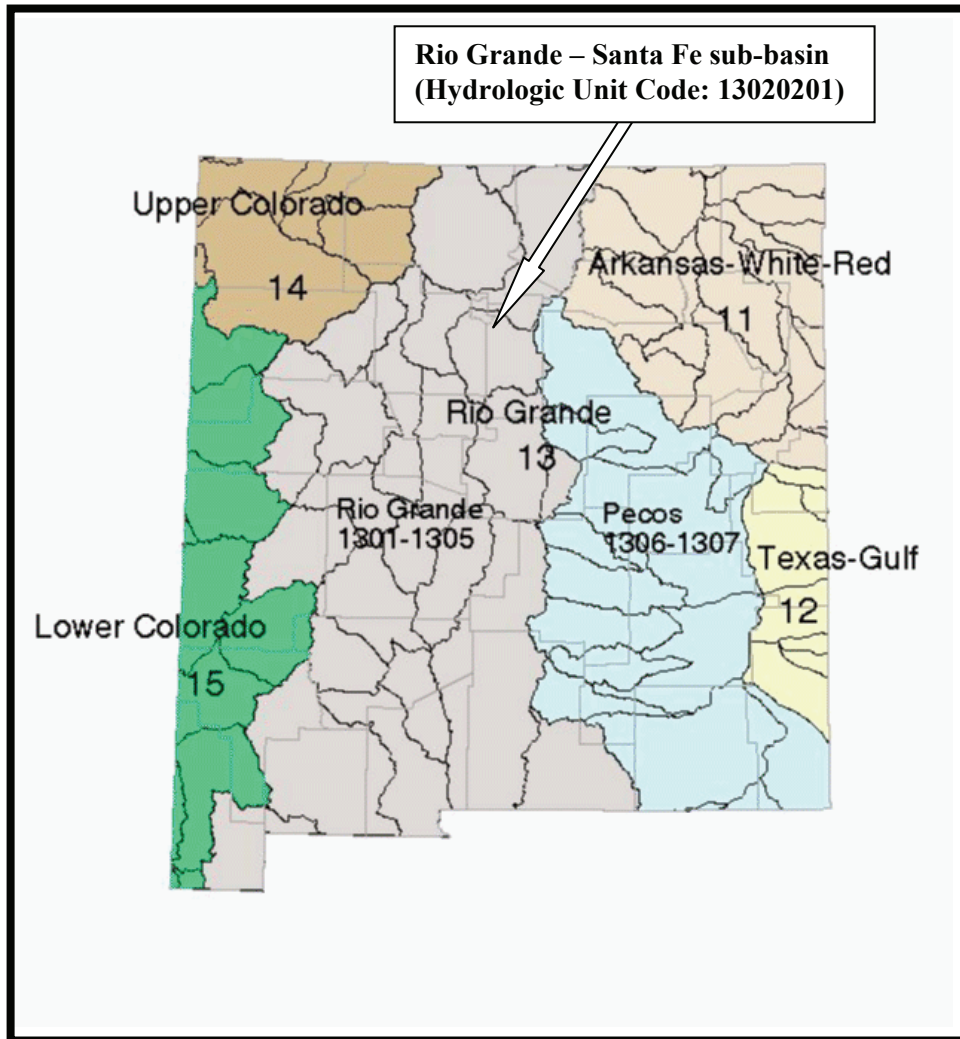 Rio Grande – Santa Fe sub-basin
(Hydrologic Unit Code: 13020201)
Upper Colorado
14
Arkansas-White-Red
11
Rio Grande
13
Rio Grande
1301-1305
Pecos
1306-1307
Texas-Gulf
12
Lower Colorado
15